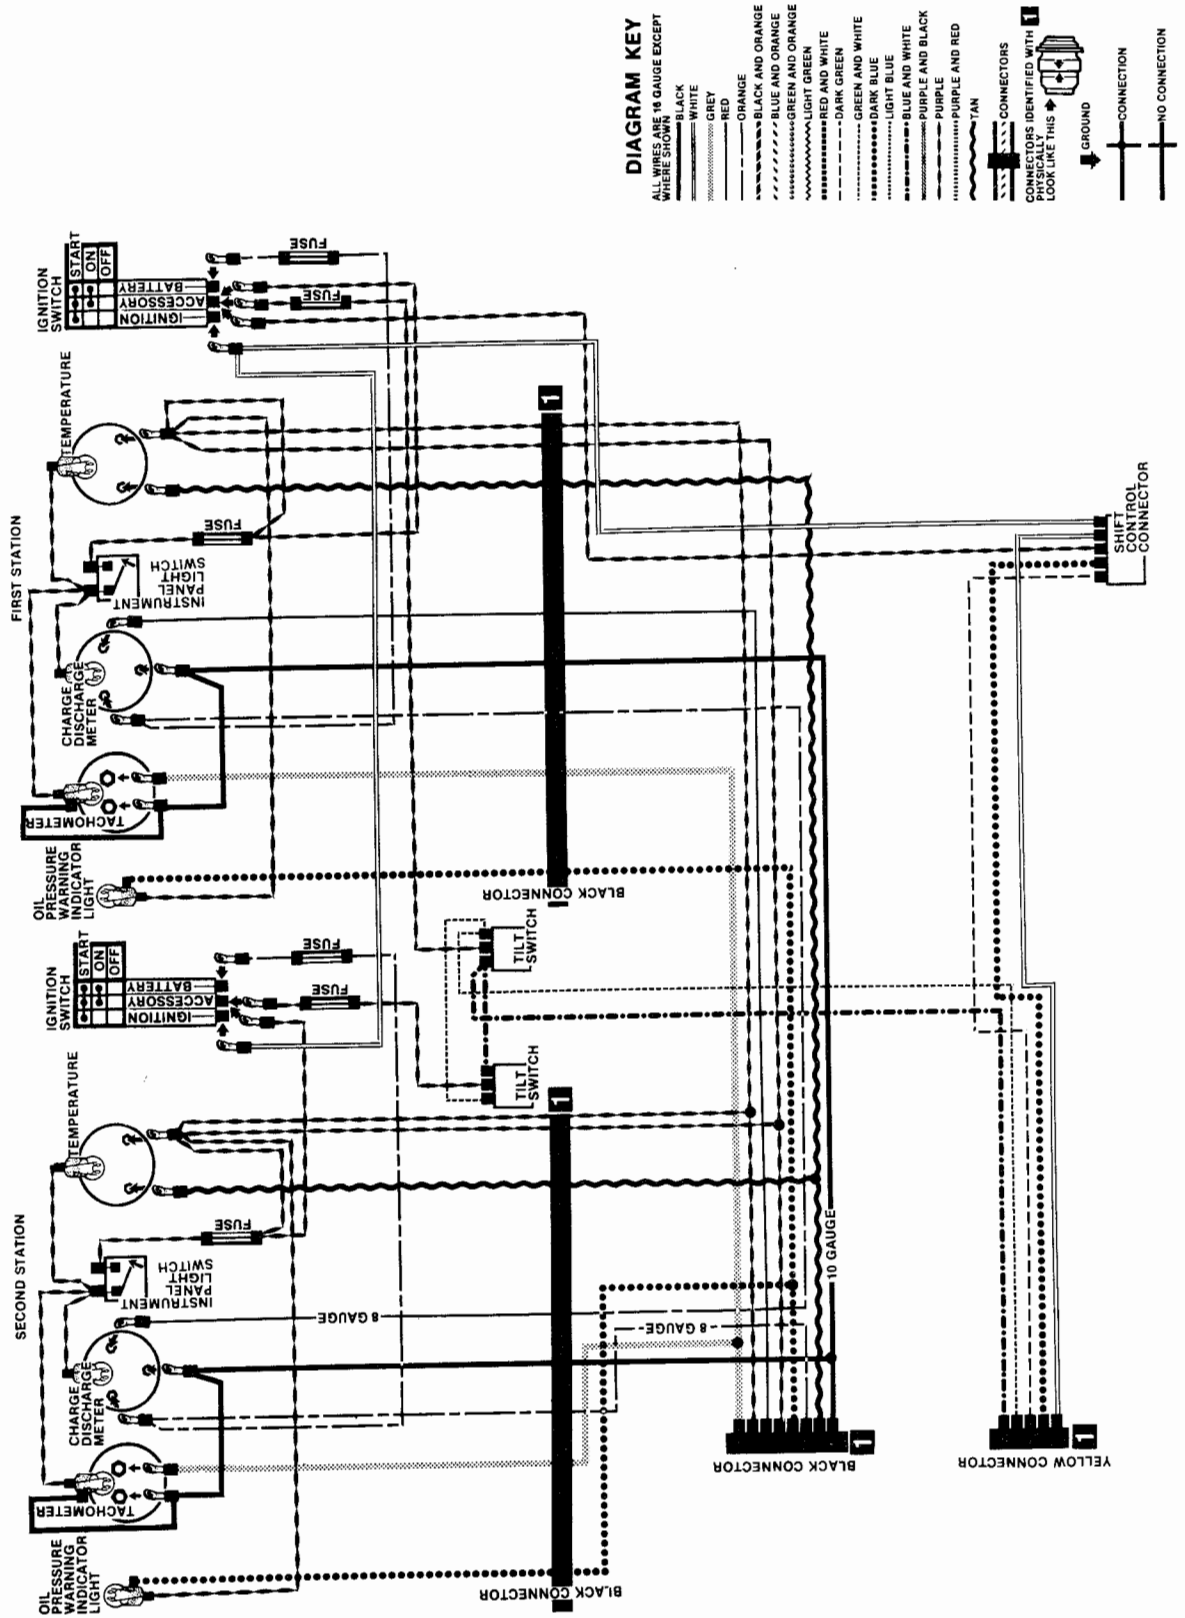 DIAGRAM KEY
ALL WIRES ARE 16 GAUGE EXCEPT
WHERE SHOWN
BLACK
WHITE
GREY
RED
ORANGE
BLACK AND ORANGE
BLUE AND ORANGE
GREEN AND ORANGE
LIGHT GREEN
RED AND WHITE
DARK GREEN
GREEN AND WHITE
DARK BLUE
LIGHT BLUE
BLUE AND WHITE
PURPLE AND BLACK
PURPLE
PURPLE AND RED
TAN
CONNECTORS
CONNECTORS IDENTIFIED WITH 1
PHYSICALLY
LOOK LIKE THIS
GROUND
CONNECTION
NO CONNECTION
FIRST STATION
IGNITION
SWITCH
START
ON
OFF
BATTERY
ACCESSORY
IGNITION
FUSE
FUSE
TEMPERATURE
FUSE
INSTRUMENT
PANEL
LIGHT
SWITCH
CHARGE
DISCHARGE
METER
TACHOMETER
OIL
PRESSURE
WARNING
INDICATOR
LIGHT
1
BLACK CONNECTOR
TILT
SWITCH
SHIFT
CONTROL
CONNECTOR
SECOND STATION
IGNITION
SWITCH
START
ON
OFF
BATTERY
ACCESSORY
IGNITION
FUSE
FUSE
TEMPERATURE
FUSE
INSTRUMENT
PANEL
LIGHT
SWITCH
CHARGE
DISCHARGE
METER
TACHOMETER
OIL
PRESSURE
WARNING
INDICATOR
LIGHT
TILT
SWITCH
1
BLACK CONNECTOR
8 GAUGE
8 GAUGE
10 GAUGE
BLACK CONNECTOR
1
YELLOW CONNECTOR
1